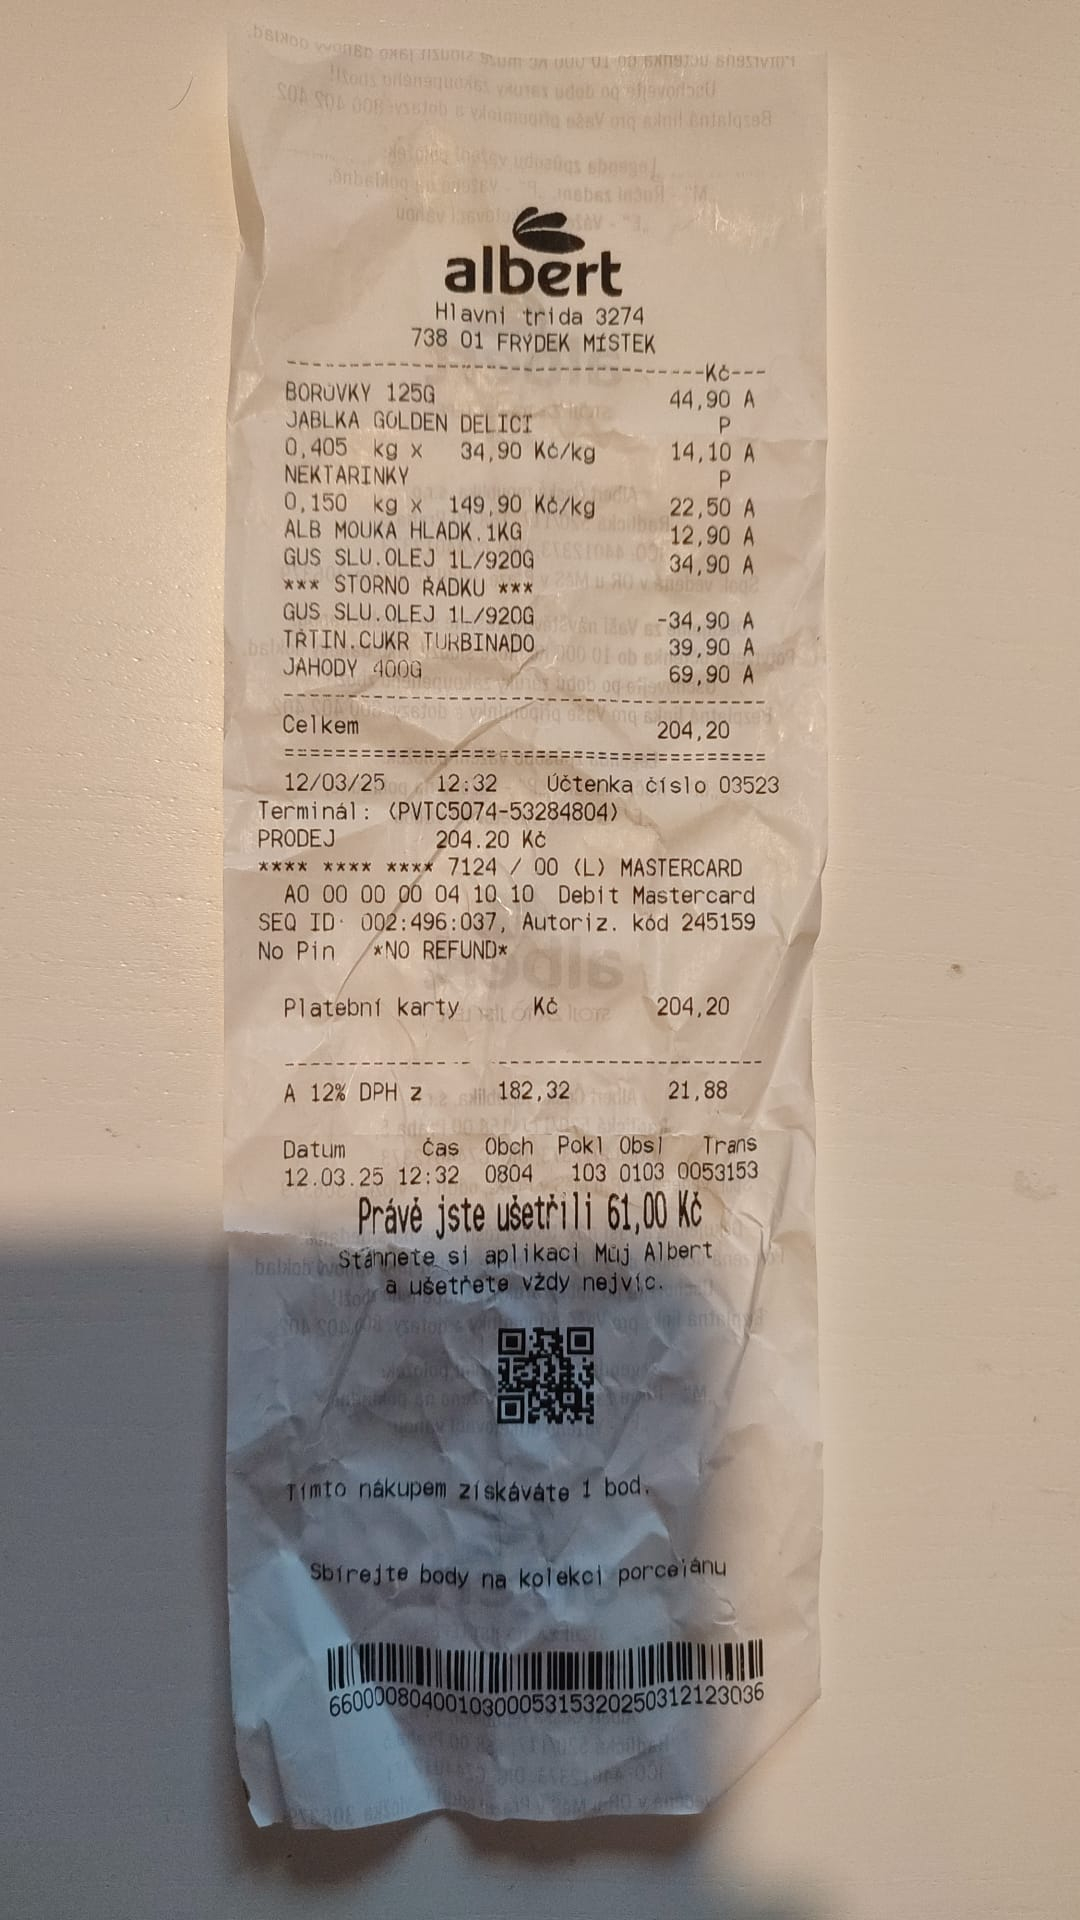 albert
Hlavni trida 3274
738 01 FRÝDEK MÍSTEK
-Kč---
BORŮVKY 125G 44,90 A
JABLKA GOLDEN DELICI P
0,405 kg x 34,90 Kč/kg 14,10 A
NEKTARINKY P
0,150 kg x 149,90 Kč/kg 22,50 A
ALB MOUKA HLADK.1KG 12,90 A
GUS SLU.OLEJ 1L/920G 34,90 A
*** STORNO ŘÁDKU ***
GUS SLU.OLEJ 1L/920G -34,90 A
TŘTIN.CUKR TURBINADO 39,90 A
JAHODY 400G 69,90 A
Celkem 204,20
12/03/25 12:32 Účtenka číslo 03523
Terminál: (PVTC5074-53284804)
PRODEJ 204.20 Kč
**** **** **** 7124 / 00 (L) MASTERCARD
A0 00 00 00 04 10 10 Debit Mastercard
SEQ ID: 002:496:037, Autoriz. kód 245159
No Pin *NO REFUND*
Platební karty Kč 204,20
A 12% DPH z 182,32 21,88
Datum Čas Obch Pokl Obsl Trans
12.03.25 12:32 0804 103 0103 0053153
Právě jste ušetřili 61,00 Kč
Stáhnete si aplikaci Můj Albert
a ušetřete vždy nejvíc.
Tímto nákupem získáváte 1 bod.
Sbírejte body na kolekci porcelánu
660000804001030005315320250312123036